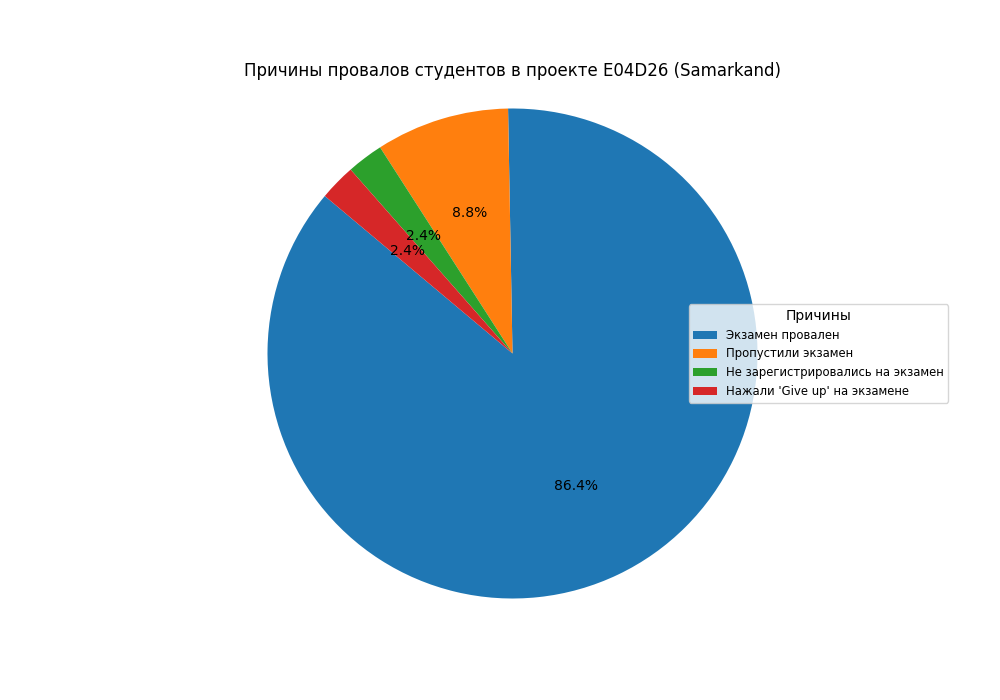 Причины провалов студентов в проекте E04D26 (Samarkand)
8.8%
2.4%
2.4%
Причины
Экзамен провален
Пропустили экзамен
Не зарегистрировались на экзамен
Нажали 'Give up' на экзамене
86.4%